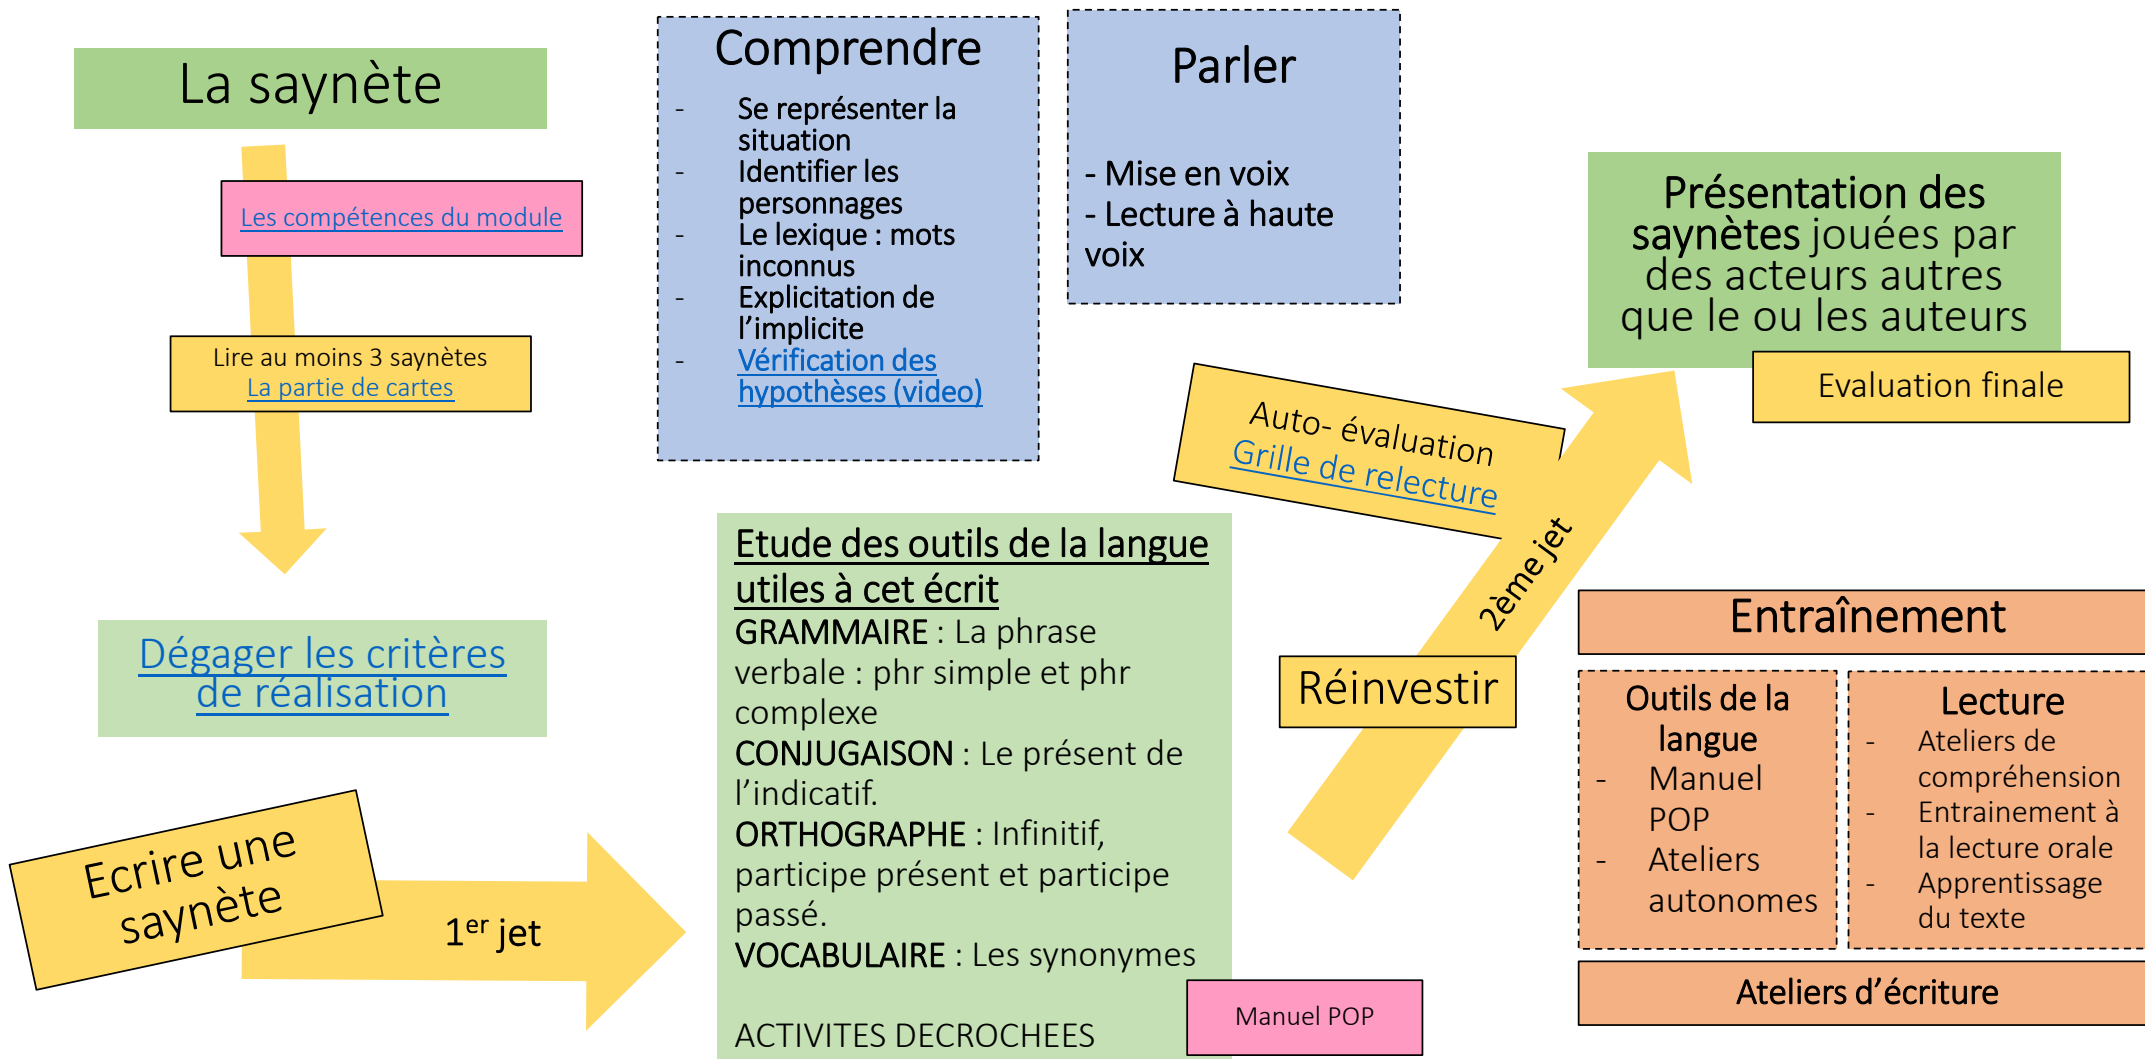 La saynète
Les compétences du module
Lire au moins 3 saynètes
La partie de cartes
Dégager les critères
de réalisation
Ecrire une
saynète
1er jet
Comprendre
- Se représenter la
situation
- Identifier les
personnages
- Le lexique : mots
inconnus
- Explicitation de
l’implicite
- Vérification des
hypothèses (video)
Parler
- Mise en voix
- Lecture à haute
voix
Etude des outils de la langue
utiles à cet écrit
GRAMMAIRE : La phrase
verbale : phr simple et phr
complexe
CONJUGAISON : Le présent de
l’indicatif.
ORTHOGRAPHE : Infinitif,
participe présent et participe
passé.
VOCABULAIRE : Les synonymes
ACTIVITES DECROCHEES
Manuel POP
Auto- évaluation
Grille de relecture
2ème jet
Réinvestir
Présentation des
saynètes jouées par
des acteurs autres
que le ou les auteurs
Evaluation finale
Entraînement
Outils de la
langue
- Manuel
POP
- Ateliers
autonomes
Lecture
- Ateliers de
compréhension
- Entrainement à
la lecture orale
- Apprentissage
du texte
Ateliers d’écriture